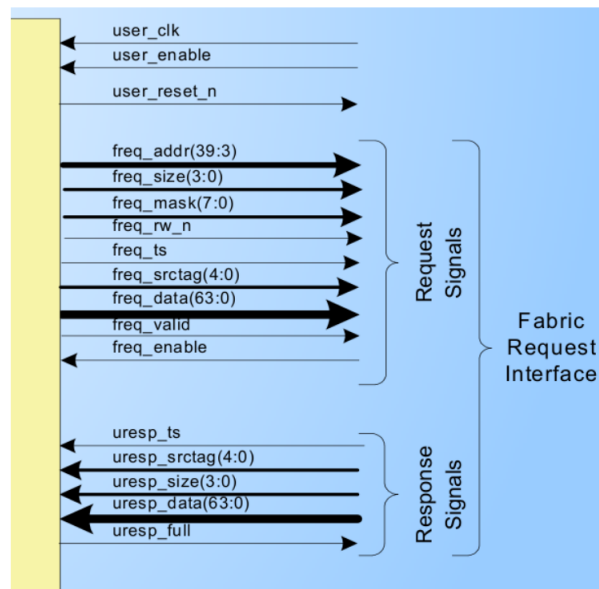 user_clk
user_enable
user_reset_n
freq_addr(39:3)
freq_size(3:0)
freq_mask(7:0)
freq_rw_n
freq_ts
freq_srctag(4:0)
freq_data(63:0)
freq_valid
freq_enable
Request
Signals
uresp_ts
uresp_srctag(4:0)
uresp_size(3:0)
uresp_data(63:0)
uresp_full
Response
Signals
Fabric
Request
Interface